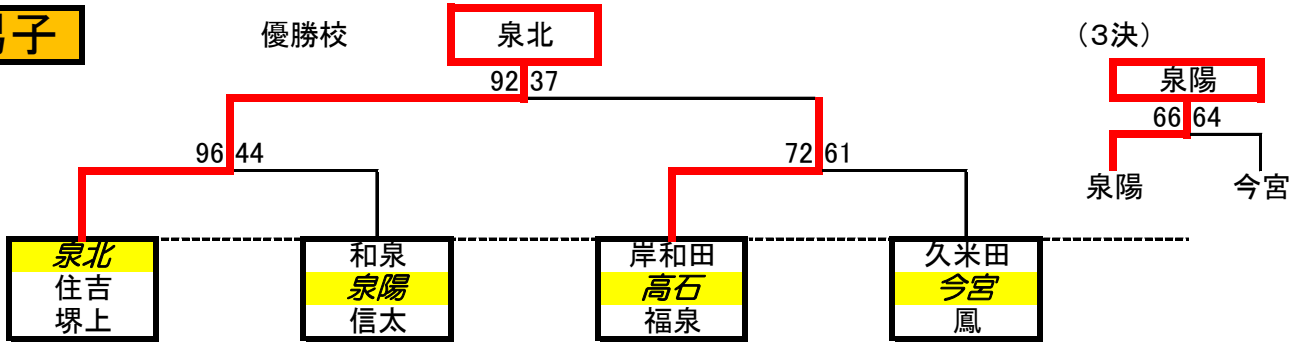 男子 優勝校 泉北 （３決）
泉陽
92 37
66 64
96 44 72 61
泉陽 今宮
泉北 和泉 岸和田 久米田
住吉 泉陽 高石 今宮
堺上 信太 福泉 鳳